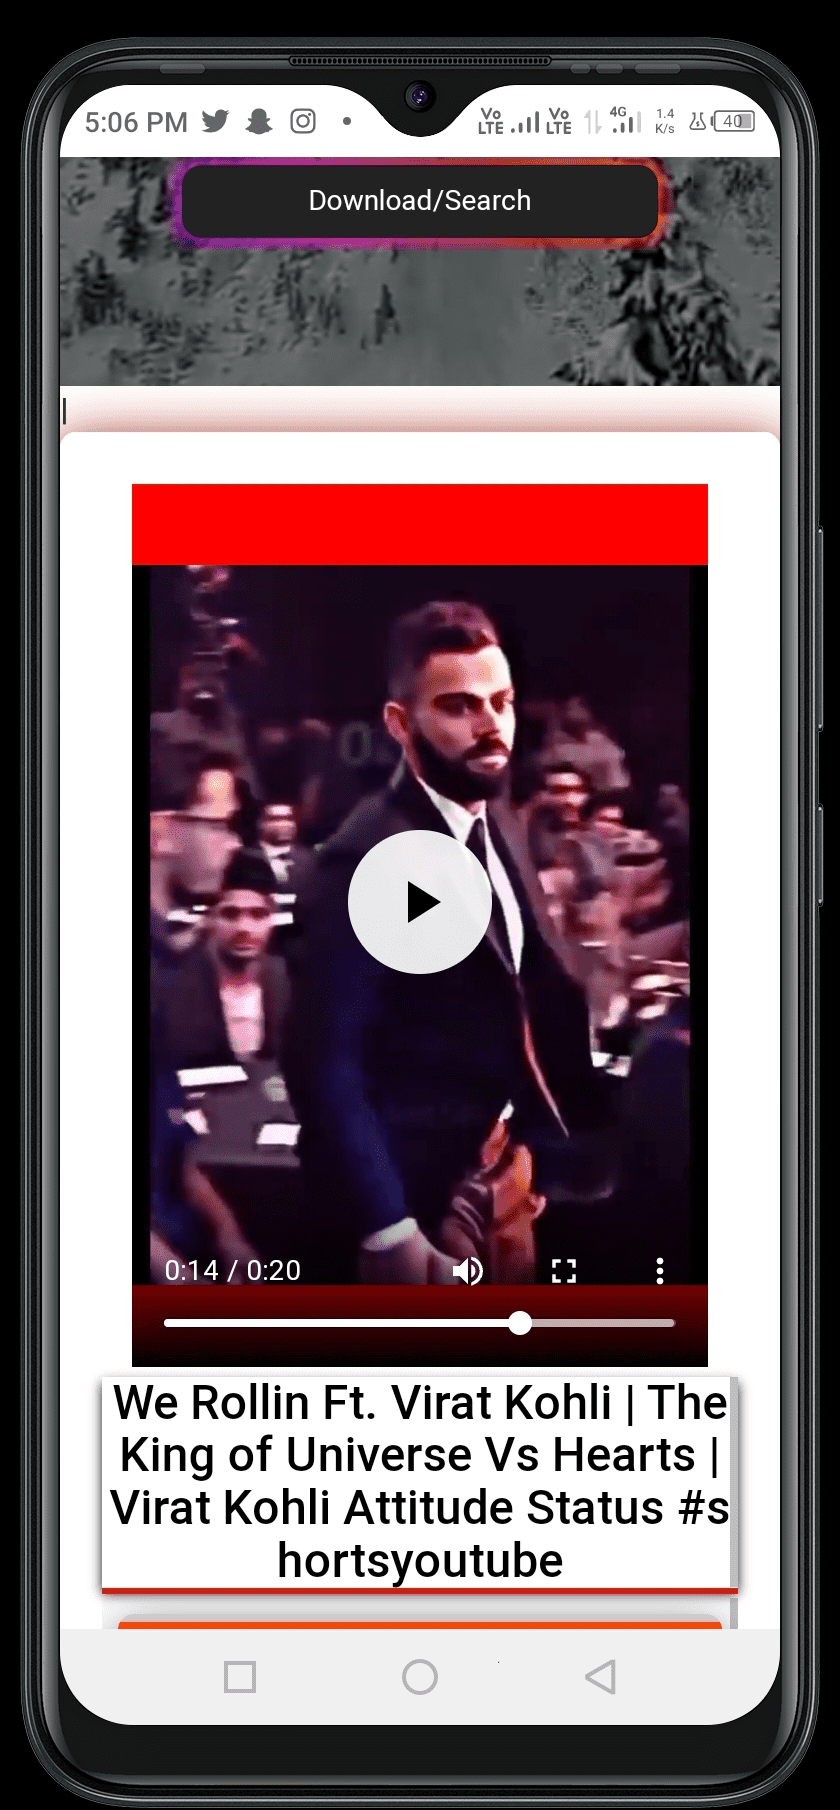 5:06 PM
Vo LTE Vo LTE 4G 1.4 K/s 40
Download/Search
0:14 / 0:20
We Rollin Ft. Virat Kohli | The
King of Universe Vs Hearts |
Virat Kohli Attitude Status #s
hortsyoutube